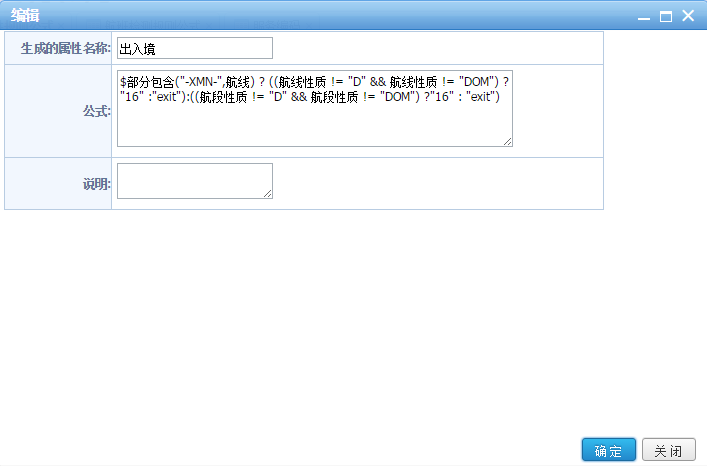 编辑
生成的属性名称: 出入境
公式:
$部分包含("-XMN-",航线) ? ((航线性质 != "D" && 航线性质 != "DOM") ?
"16" :"exit"):((航段性质 != "D" && 航段性质 != "DOM") ?"16" : "exit")
说明:
确定 关闭